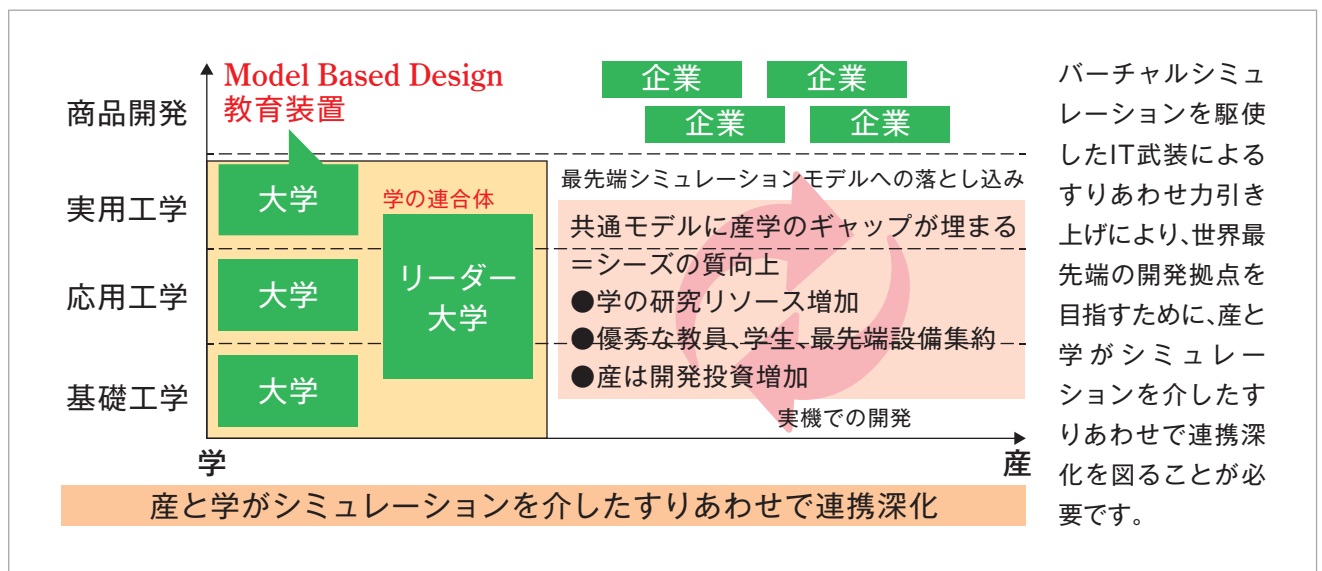 Model Based Design
教育装置
商品開発
実用工学
応用工学
基礎工学
企業
企業
企業
企業
大学
大学
大学
学の連合体
リーダー
大学
最先端シミュレーションモデルへの落とし込み
共通モデルに産学のギャップが埋まる
＝シーズの質向上
●学の研究リソース増加
●優秀な教員、学生、最先端設備集約
●産は開発投資増加
実機での開発
学
産
産と学がシミュレーションを介したすりあわせで連携深化
バーチャルシミュ
レーションを駆使
したIT武装による
すりあわせ力引き
上げにより、世界最
先端の開発拠点を
目指すために、産と
学がシミュレー
ションを介したす
りあわせで連携深
化を図ることが必
要です。